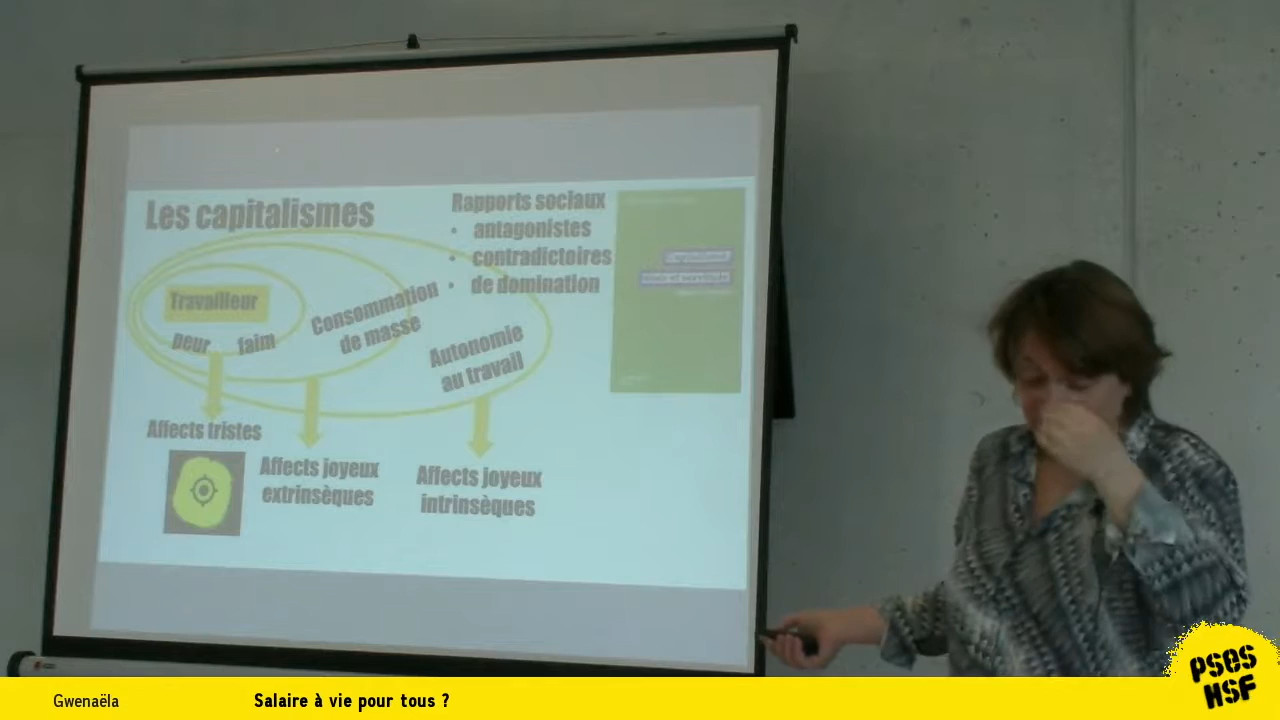 Les capitalismes
Rapports sociaux
• antagonistes
• contradictoires
• de domination
Travailleur
peur faim
Consommation
de masse
Autonomie
au travail
Affects tristes
Affects joyeux
extrinsèques
Affects joyeux
intrinsèques
Gwenaëla
Salaire à vie pour tous ?
PSES
HSF